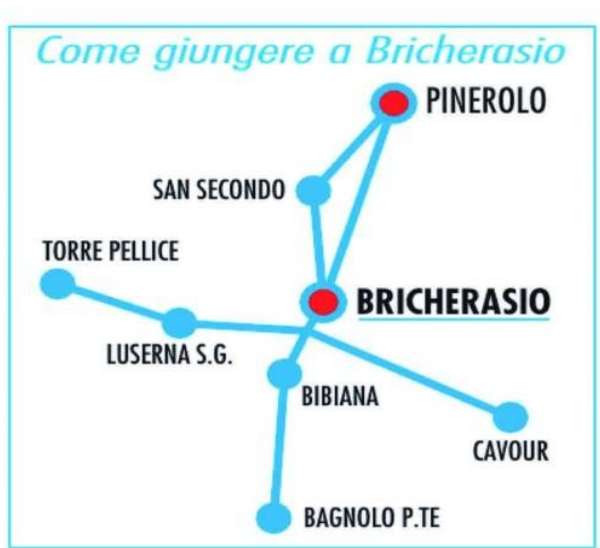 Come giungere a Bricherasio
PINEROLO
SAN SECONDO
TORRE PELLICE
BRICHERASIO
LUSERNA S.G.
BIBIANA
CAVOUR
BAGNOLO P.TE